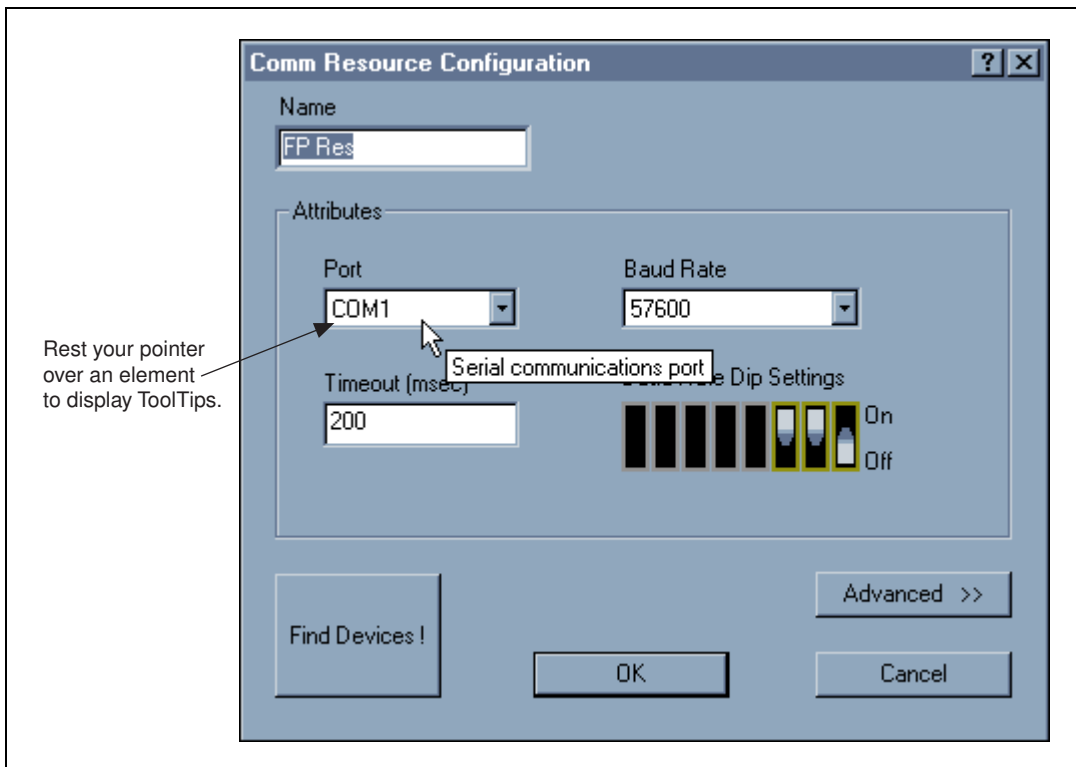 Comm Resource Configuration
Name
FP Res
Attributes
Port
Baud Rate
COM1
57600
Rest your pointer
over an element
to display ToolTips.
Serial communications port
Timeout (msec)
Dip Settings
200
On
Off
Find Devices !
Advanced >>
OK
Cancel